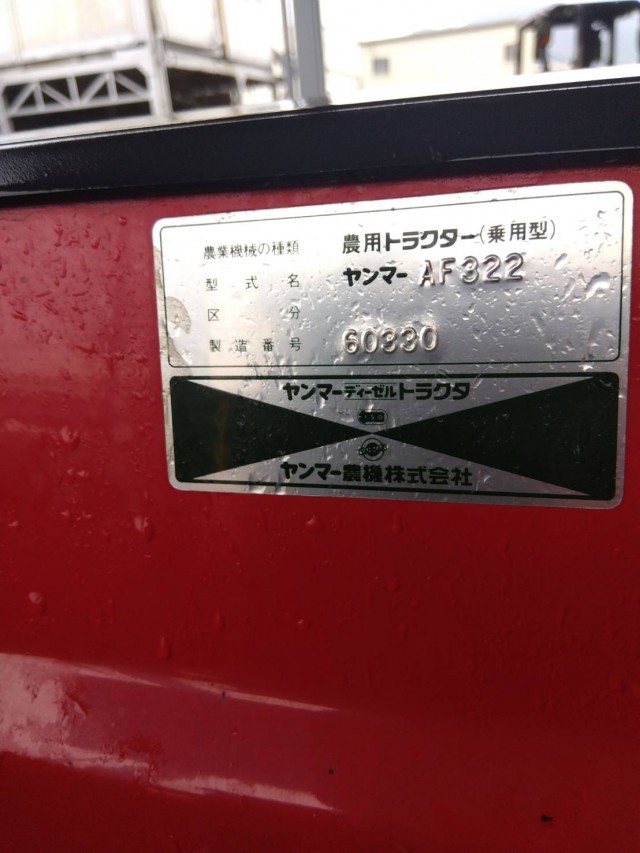 農業機械の種類 農用トラクター(乗用型)
型式名 ヤンマー AF322
区分
製造番号 60330
ヤンマーディーゼルトラクタ
ヤンマー農機株式会社